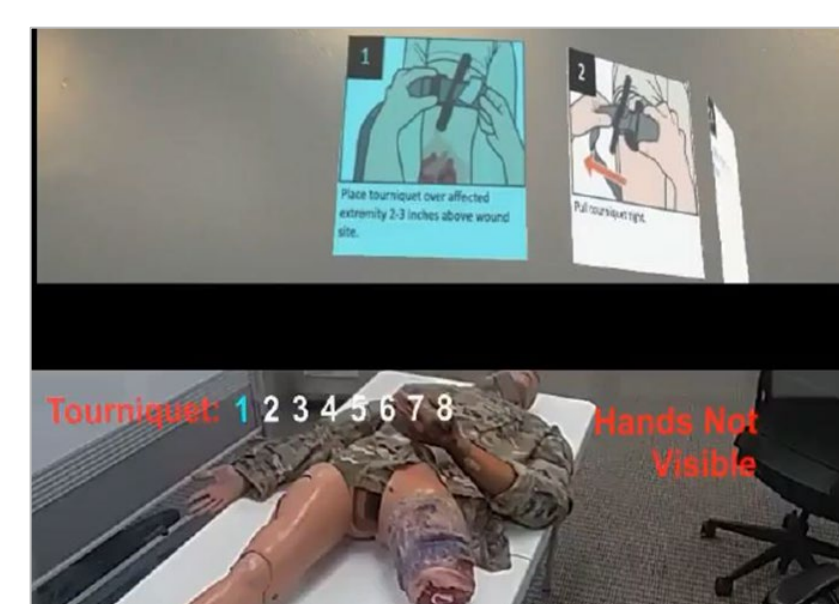 1
Place tourniquet over affected
extremity 2-3 inches above wound
site.
2
Pull tourniquet tight.
Tourniquet: 1 2 3 4 5 6 7 8
Hands Not
Visible